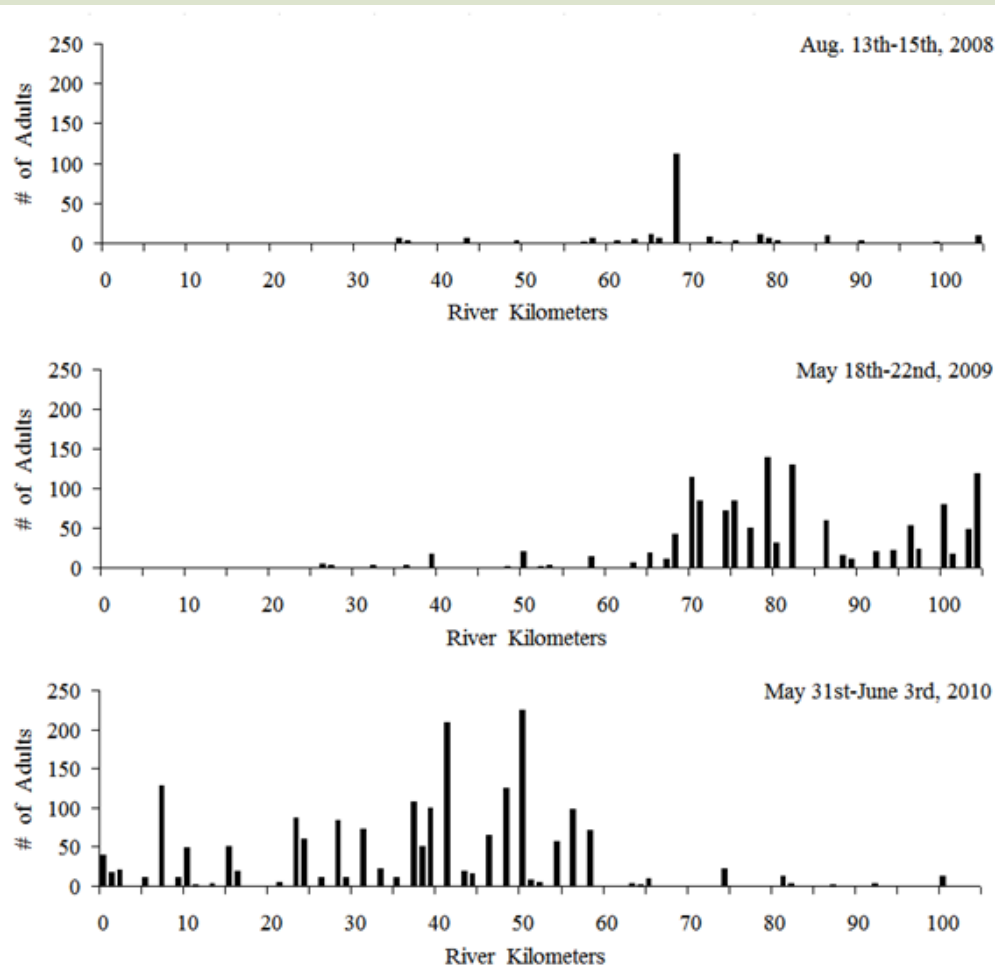 Aug. 13th-15th, 2008
# of Adults
250
200
150
100
50
0
0 10 20 30 40 50 60 70 80 90 100
River Kilometers
May 18th-22nd, 2009
# of Adults
250
200
150
100
50
0
0 10 20 30 40 50 60 70 80 90 100
River Kilometers
May 31st-June 3rd, 2010
# of Adults
250
200
150
100
50
0
0 10 20 30 40 50 60 70 80 90 100
River Kilometers